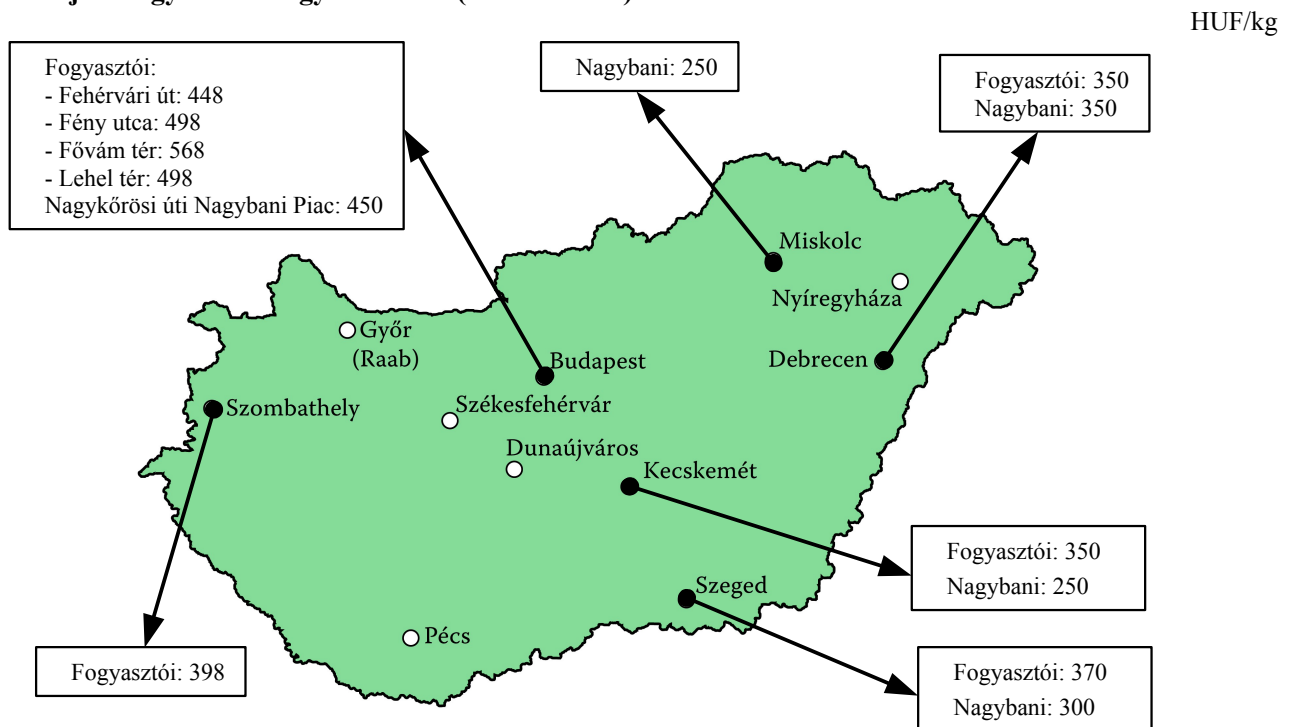 HUF/kg
Fogyasztói:
- Fehérvári út: 448
- Fény utca: 498
- Fővám tér: 568
- Lehel tér: 498
Nagykőrösi úti Nagybani Piac: 450
Nagybani: 250
Fogyasztói: 350
Nagybani: 350
Miskolc
Nyíregyháza
Győr
(Raab)
Budapest
Debrecen
Szombathely
Székesfehérvár
Dunaújváros
Kecskemét
Fogyasztói: 350
Nagybani: 250
Szeged
Pécs
Fogyasztói: 398
Fogyasztói: 370
Nagybani: 300